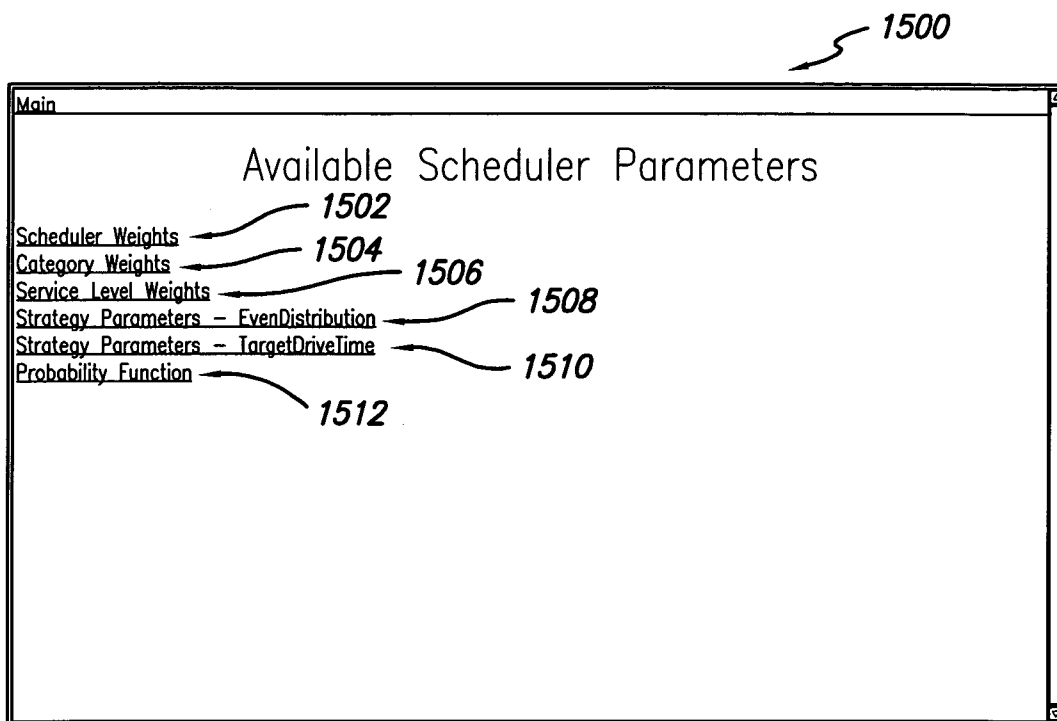 1500
Main
Available Scheduler Parameters
1502
Scheduler Weights
1504
Category Weights
1506
Service Level Weights
1508
Strategy Parameters – EvenDistribution
Strategy Parameters – TargetDriveTime
1510
Probability Function
1512